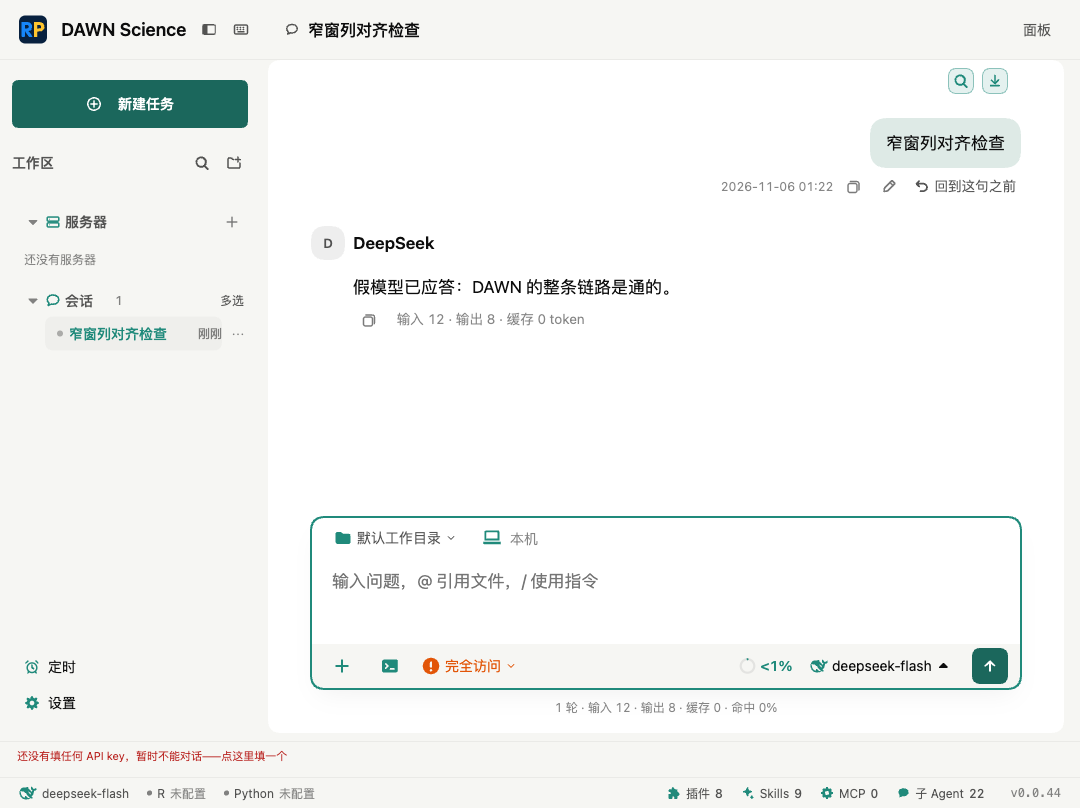 RP DAWN Science
窄窗列对齐检查
面板
新建任务
工作区
服务器
还没有服务器
会话 1 多选
窄窗列对齐检查 刚刚 ···
定时
设置
窄窗列对齐检查
2026-11-06 01:22 回到这句之前
D DeepSeek
假模型已应答：DAWN 的整条链路是通的。
输入 12 · 输出 8 · 缓存 0 token
默认工作目录 本机
输入问题，@ 引用文件，/ 使用指令
完全访问 <1% deepseek-flash
1 轮 · 输入 12 · 输出 8 · 缓存 0 · 命中 0%
还没有填任何 API key，暂时不能对话——点这里填一个
deepseek-flash R 未配置 Python 未配置 插件 8 Skills 9 MCP 0 子 Agent 22 v0.0.44